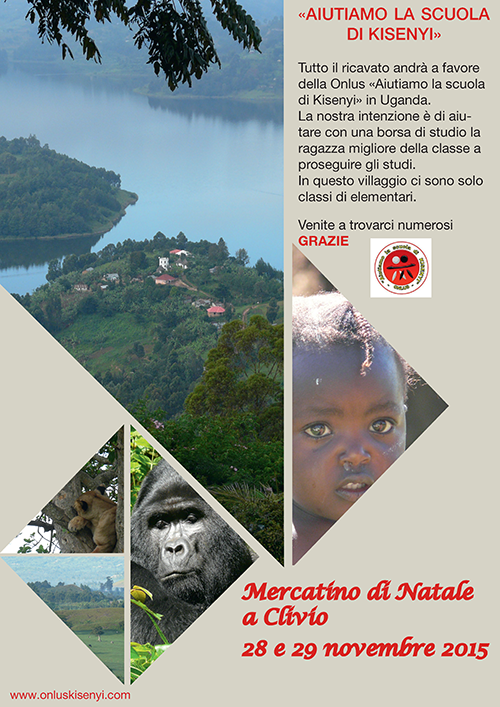 «AIUTIAMO LA SCUOLA
DI KISENYI»
Tutto il ricavato andrà a favore
della Onlus «Aiutiamo la scuola
di Kisenyi» in Uganda.
La nostra intenzione è di aiu-
tare con una borsa di studio la
ragazza migliore della classe a
proseguire gli studi.
In questo villaggio ci sono solo
classi di elementari.
Venite a trovarci numerosi
GRAZIE
Mercatino di Natale
a Clivio
28 e 29 novembre 2015
www.onluskisenyi.com